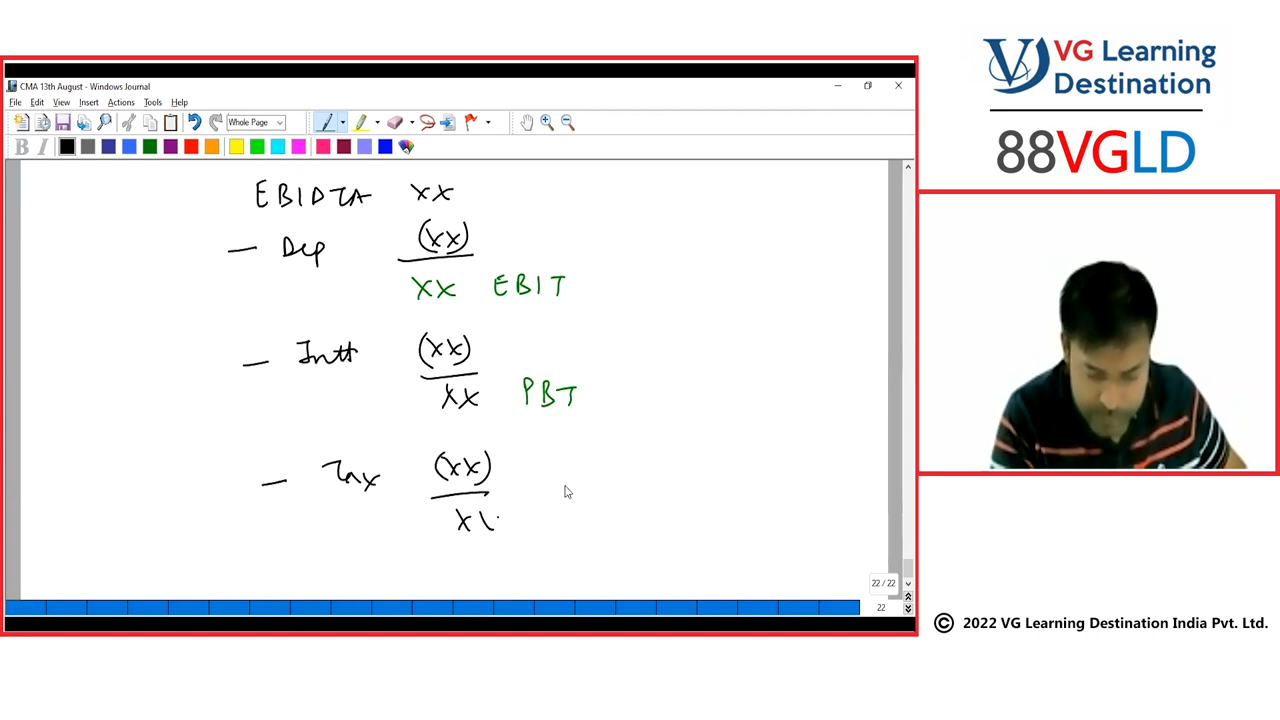 VG Learning
Destination
88VGLD
CMA 13th August - Windows Journal
File Edit View Insert Actions Tools Help
Whole Page
B I
EBIDTA XX
— Dep (XX)
XX EBIT
— Intt (XX)
XX PBT
— Tax (XX)
X
22 / 22
22
© 2022 VG Learning Destination India Pvt. Ltd.